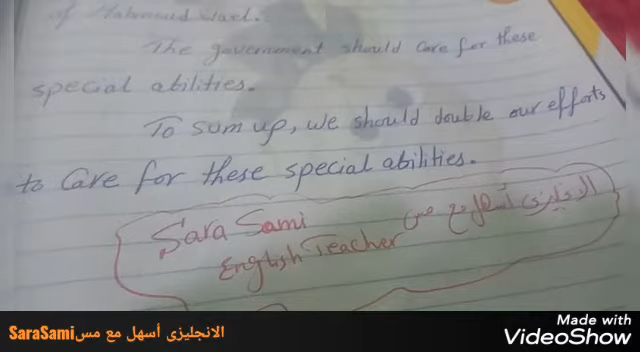 of Mahmoud Wael.
The government should care for these
special abilities.
To sum up, we should double our efforts
to care for these special abilities.
Sara Sami
English Teacher
الانجليزى أسهل مع مس
الانجليزى أسهل مع مسSaraSami
Made with
VideoShow